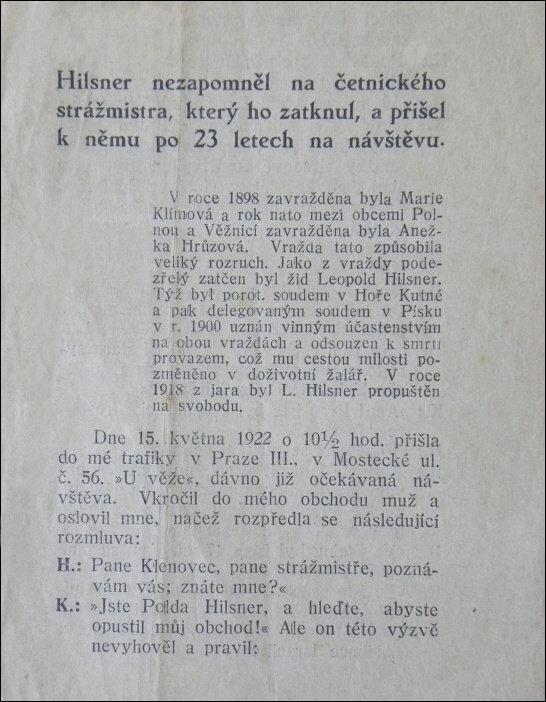 Hilsner nezapomněl na četnického
strážmistra, který ho zatknul, a přišel
k němu po 23 letech na návštěvu.
V roce 1898 zavražděna byla Marie
Klímová a rok nato mezi obcemi Pol-
nou a Věžnicí zavražděna byla Anež-
ka Hrůzová. Vražda tato způsobila
veliký rozruch. Jako z vraždy pode-
zřelý zatčen byl žid Leopold Hilsner.
Týž byl porot. soudem v Hoře Kutné
a pak delegovaným soudem v Písku
v r. 1900 uznán vinným účastenstvím
na obou vraždách a odsouzen k smrti
provazem, což mu cestou milosti po-
změněno v doživotní žalář. V roce
1918 z jara byl L. Hilsner propuštěn
na svobodu.
Dne 15. května 1922 o 10½ hod. přišla
do mé trafiky v Praze III., v Mostecké ul.
č. 56. »U věže«, dávno již očekávaná ná-
vštěva. Vkročil do mého obchodu muž a
oslovil mne, načež rozpředla se následující
rozmluva:
H.: Pane Klenovec, pane strážmistře, pozná-
vám vás; znáte mne?«
K.: »Jste Polda Hilsner, a hleďte, abyste
opustil můj obchod!« Ale on této výzvě
nevyhověl a pravil: